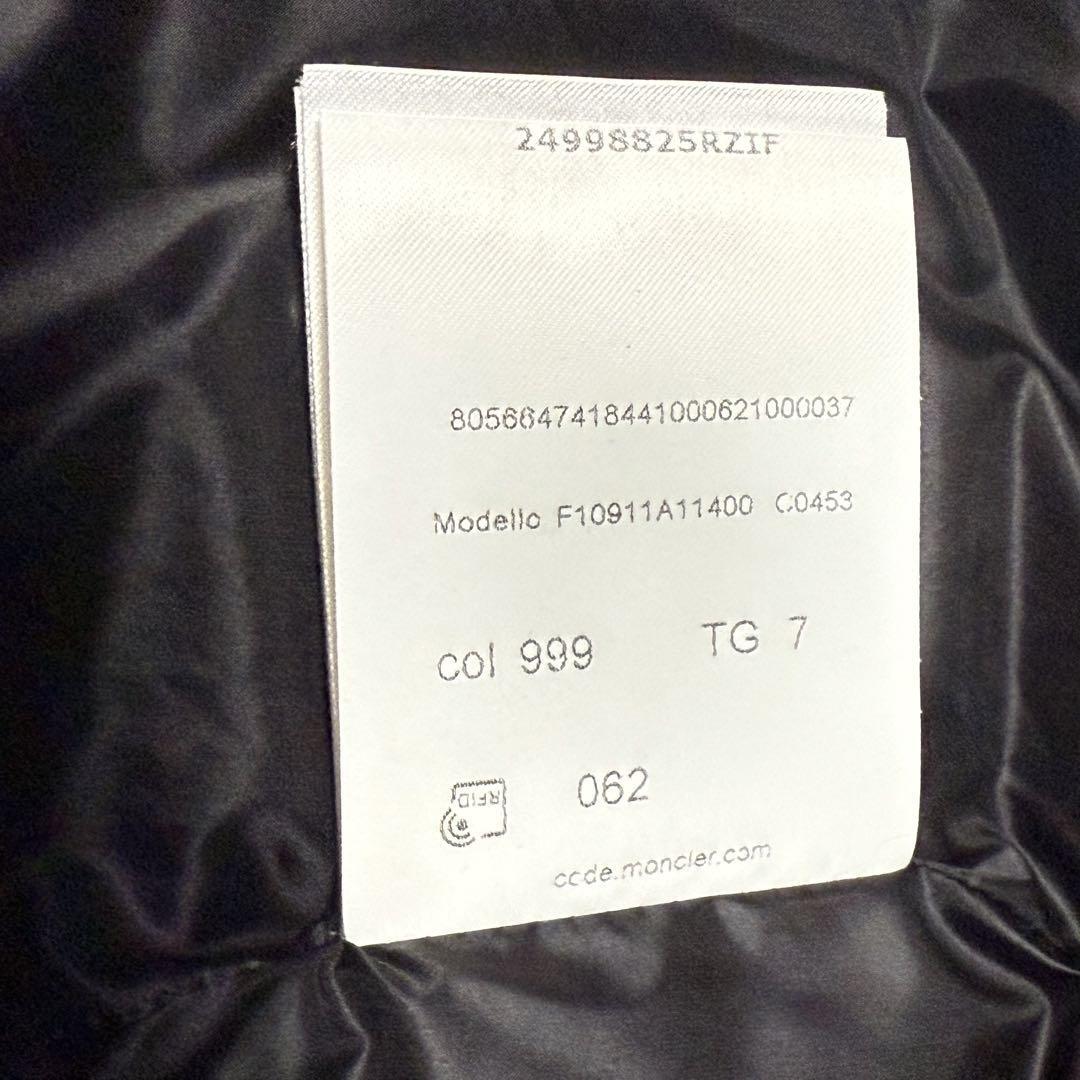 24998825RZIF
8056647418441000621000037
Modello F10911A11400 C0453
col 999 TG 7
RFID 062
code.moncler.com